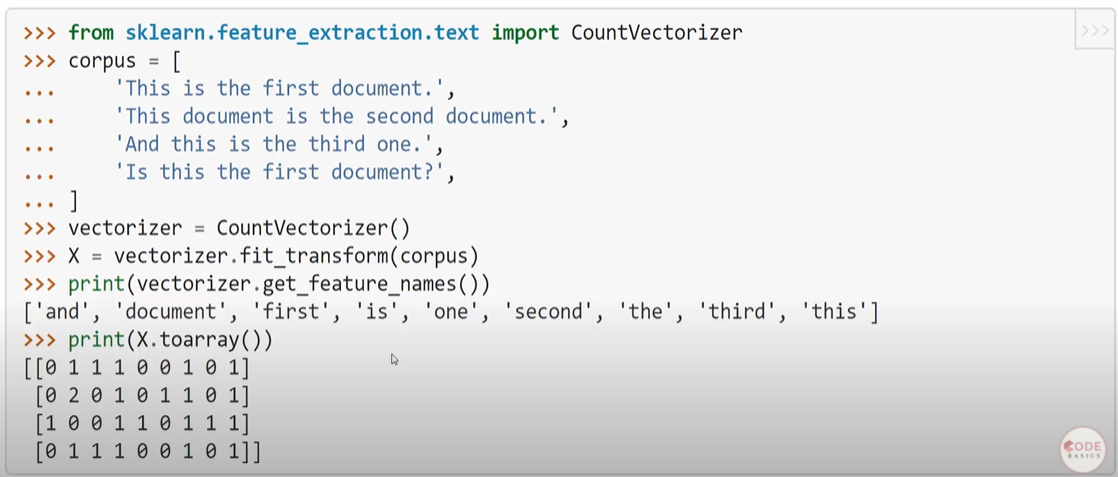 >>> from sklearn.feature_extraction.text import CountVectorizer
>>>
>>> corpus = [
...     'This is the first document.',
...     'This document is the second document.',
...     'And this is the third one.',
...     'Is this the first document?',
... ]
>>> vectorizer = CountVectorizer()
>>> X = vectorizer.fit_transform(corpus)
>>> print(vectorizer.get_feature_names())
['and', 'document', 'first', 'is', 'one', 'second', 'the', 'third', 'this']
>>> print(X.toarray())
[[0 1 1 1 0 0 1 0 1]
 [0 2 0 1 0 1 1 0 1]
 [1 0 0 1 1 0 1 1 1]
 [0 1 1 1 0 0 1 0 1]]
CODE
BASICS